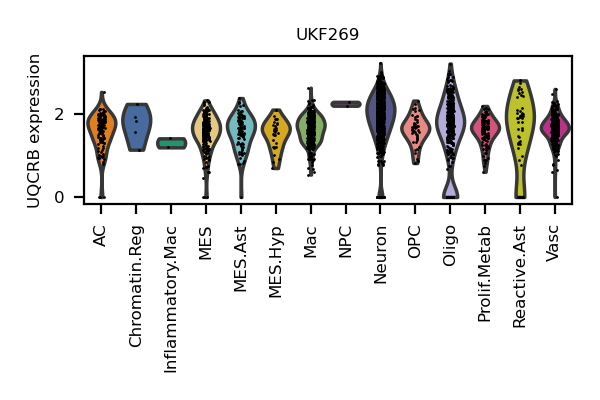 UKF269
UQCRB expression
2
0
AC
Chromatin.Reg
Inflammatory.Mac
MES
MES.Ast
MES.Hyp
Mac
NPC
Neuron
OPC
Oligo
Prolif.Metab
Reactive.Ast
Vasc